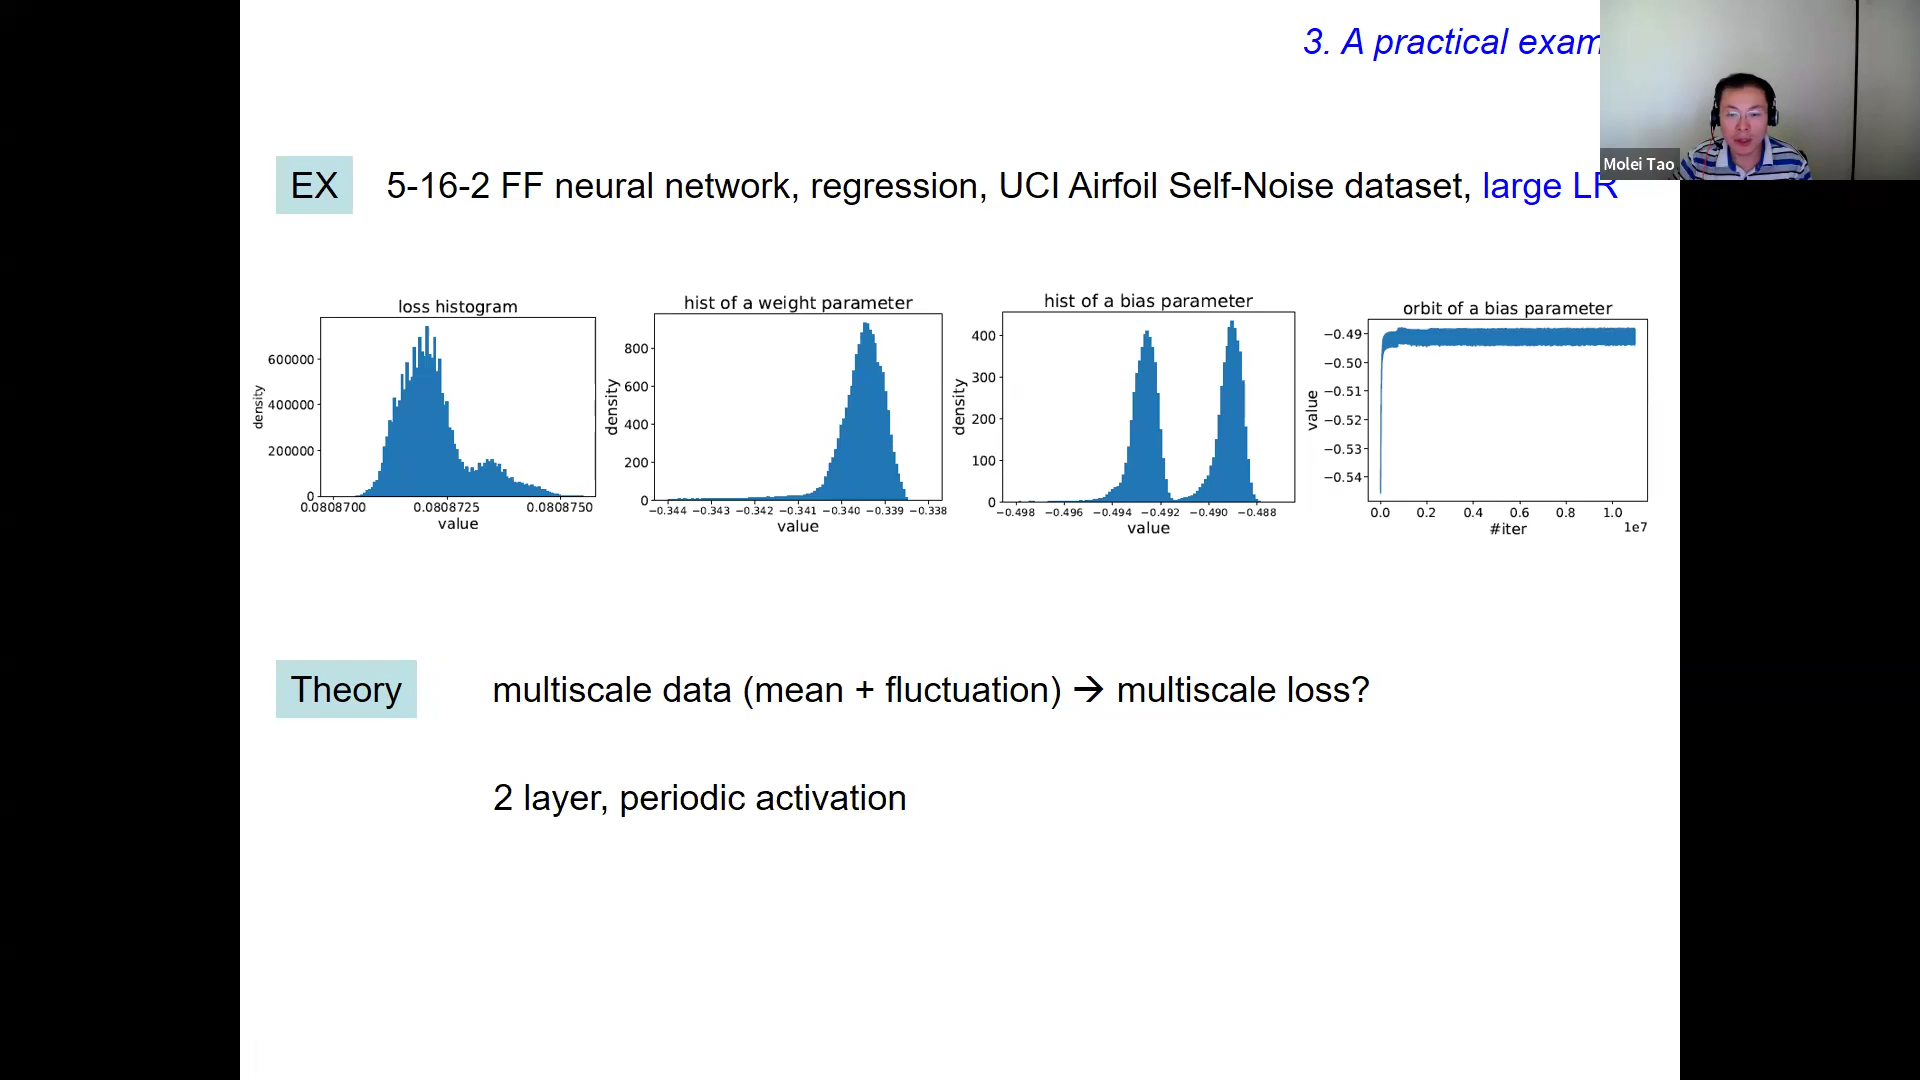 3. A practical exam
Molei Tao
EX
5-16-2 FF neural network, regression, UCI Airfoil Self-Noise dataset, large LR
loss histogram
density
600000
400000
200000
0
0.0808700 0.0808725 0.0808750
value
hist of a weight parameter
density
800
600
400
200
0
−0.344 −0.343 −0.342 −0.341 −0.340 −0.339 −0.338
value
hist of a bias parameter
density
400
300
200
100
0
−0.498 −0.496 −0.494 −0.492 −0.490 −0.488
value
orbit of a bias parameter
value
−0.49
−0.50
−0.51
−0.52
−0.53
−0.54
0.0 0.2 0.4 0.6 0.8 1.0
#iter
1e7
Theory
multiscale data (mean + fluctuation) → multiscale loss?
2 layer, periodic activation